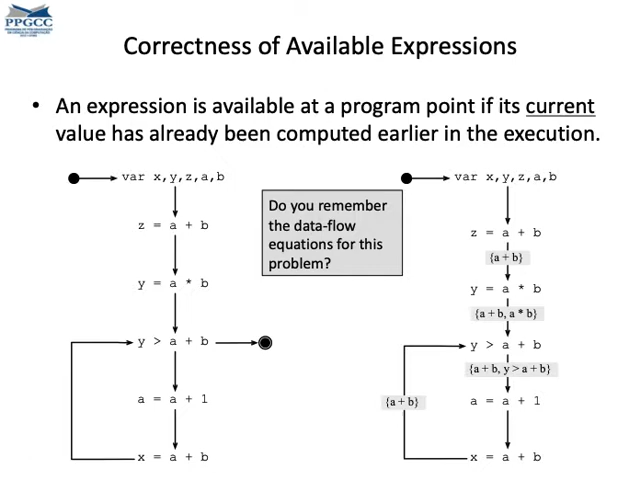 PPGCC
Correctness of Available Expressions
• An expression is available at a program point if its current
value has already been computed earlier in the execution.
var x,y,z,a,b
z = a + b
y = a * b
y > a + b
a = a + 1
x = a + b
Do you remember
the data-flow
equations for this
problem?
var x,y,z,a,b
z = a + b
{a+b}
y = a * b
{a+b, a*b}
y > a + b
{a+b, y>a+b}
{a+b}
a = a + 1
x = a + b